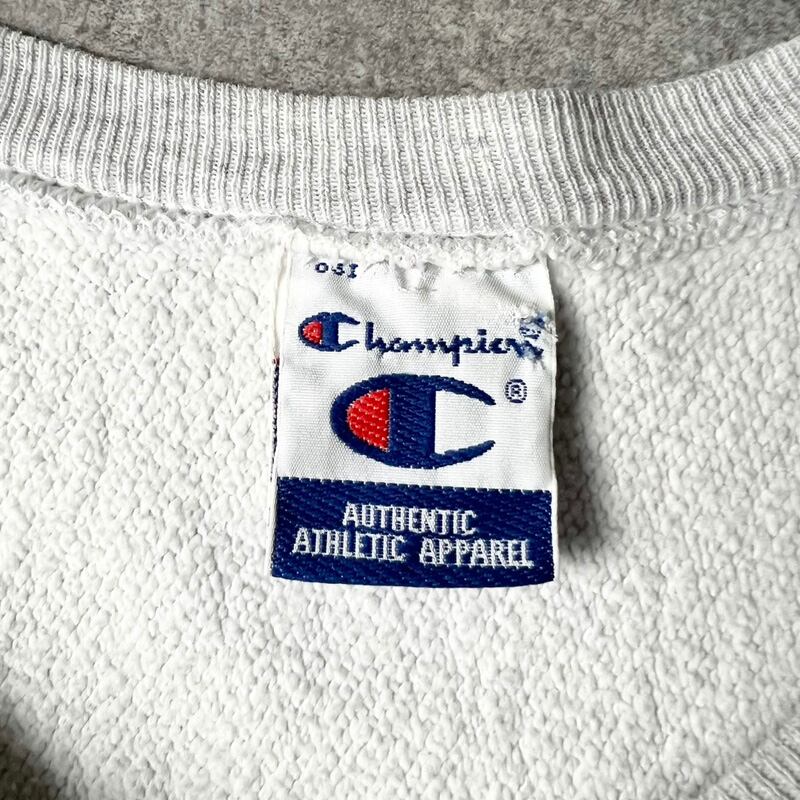 Champion
®
AUTHENTIC
ATHLETIC APPAREL